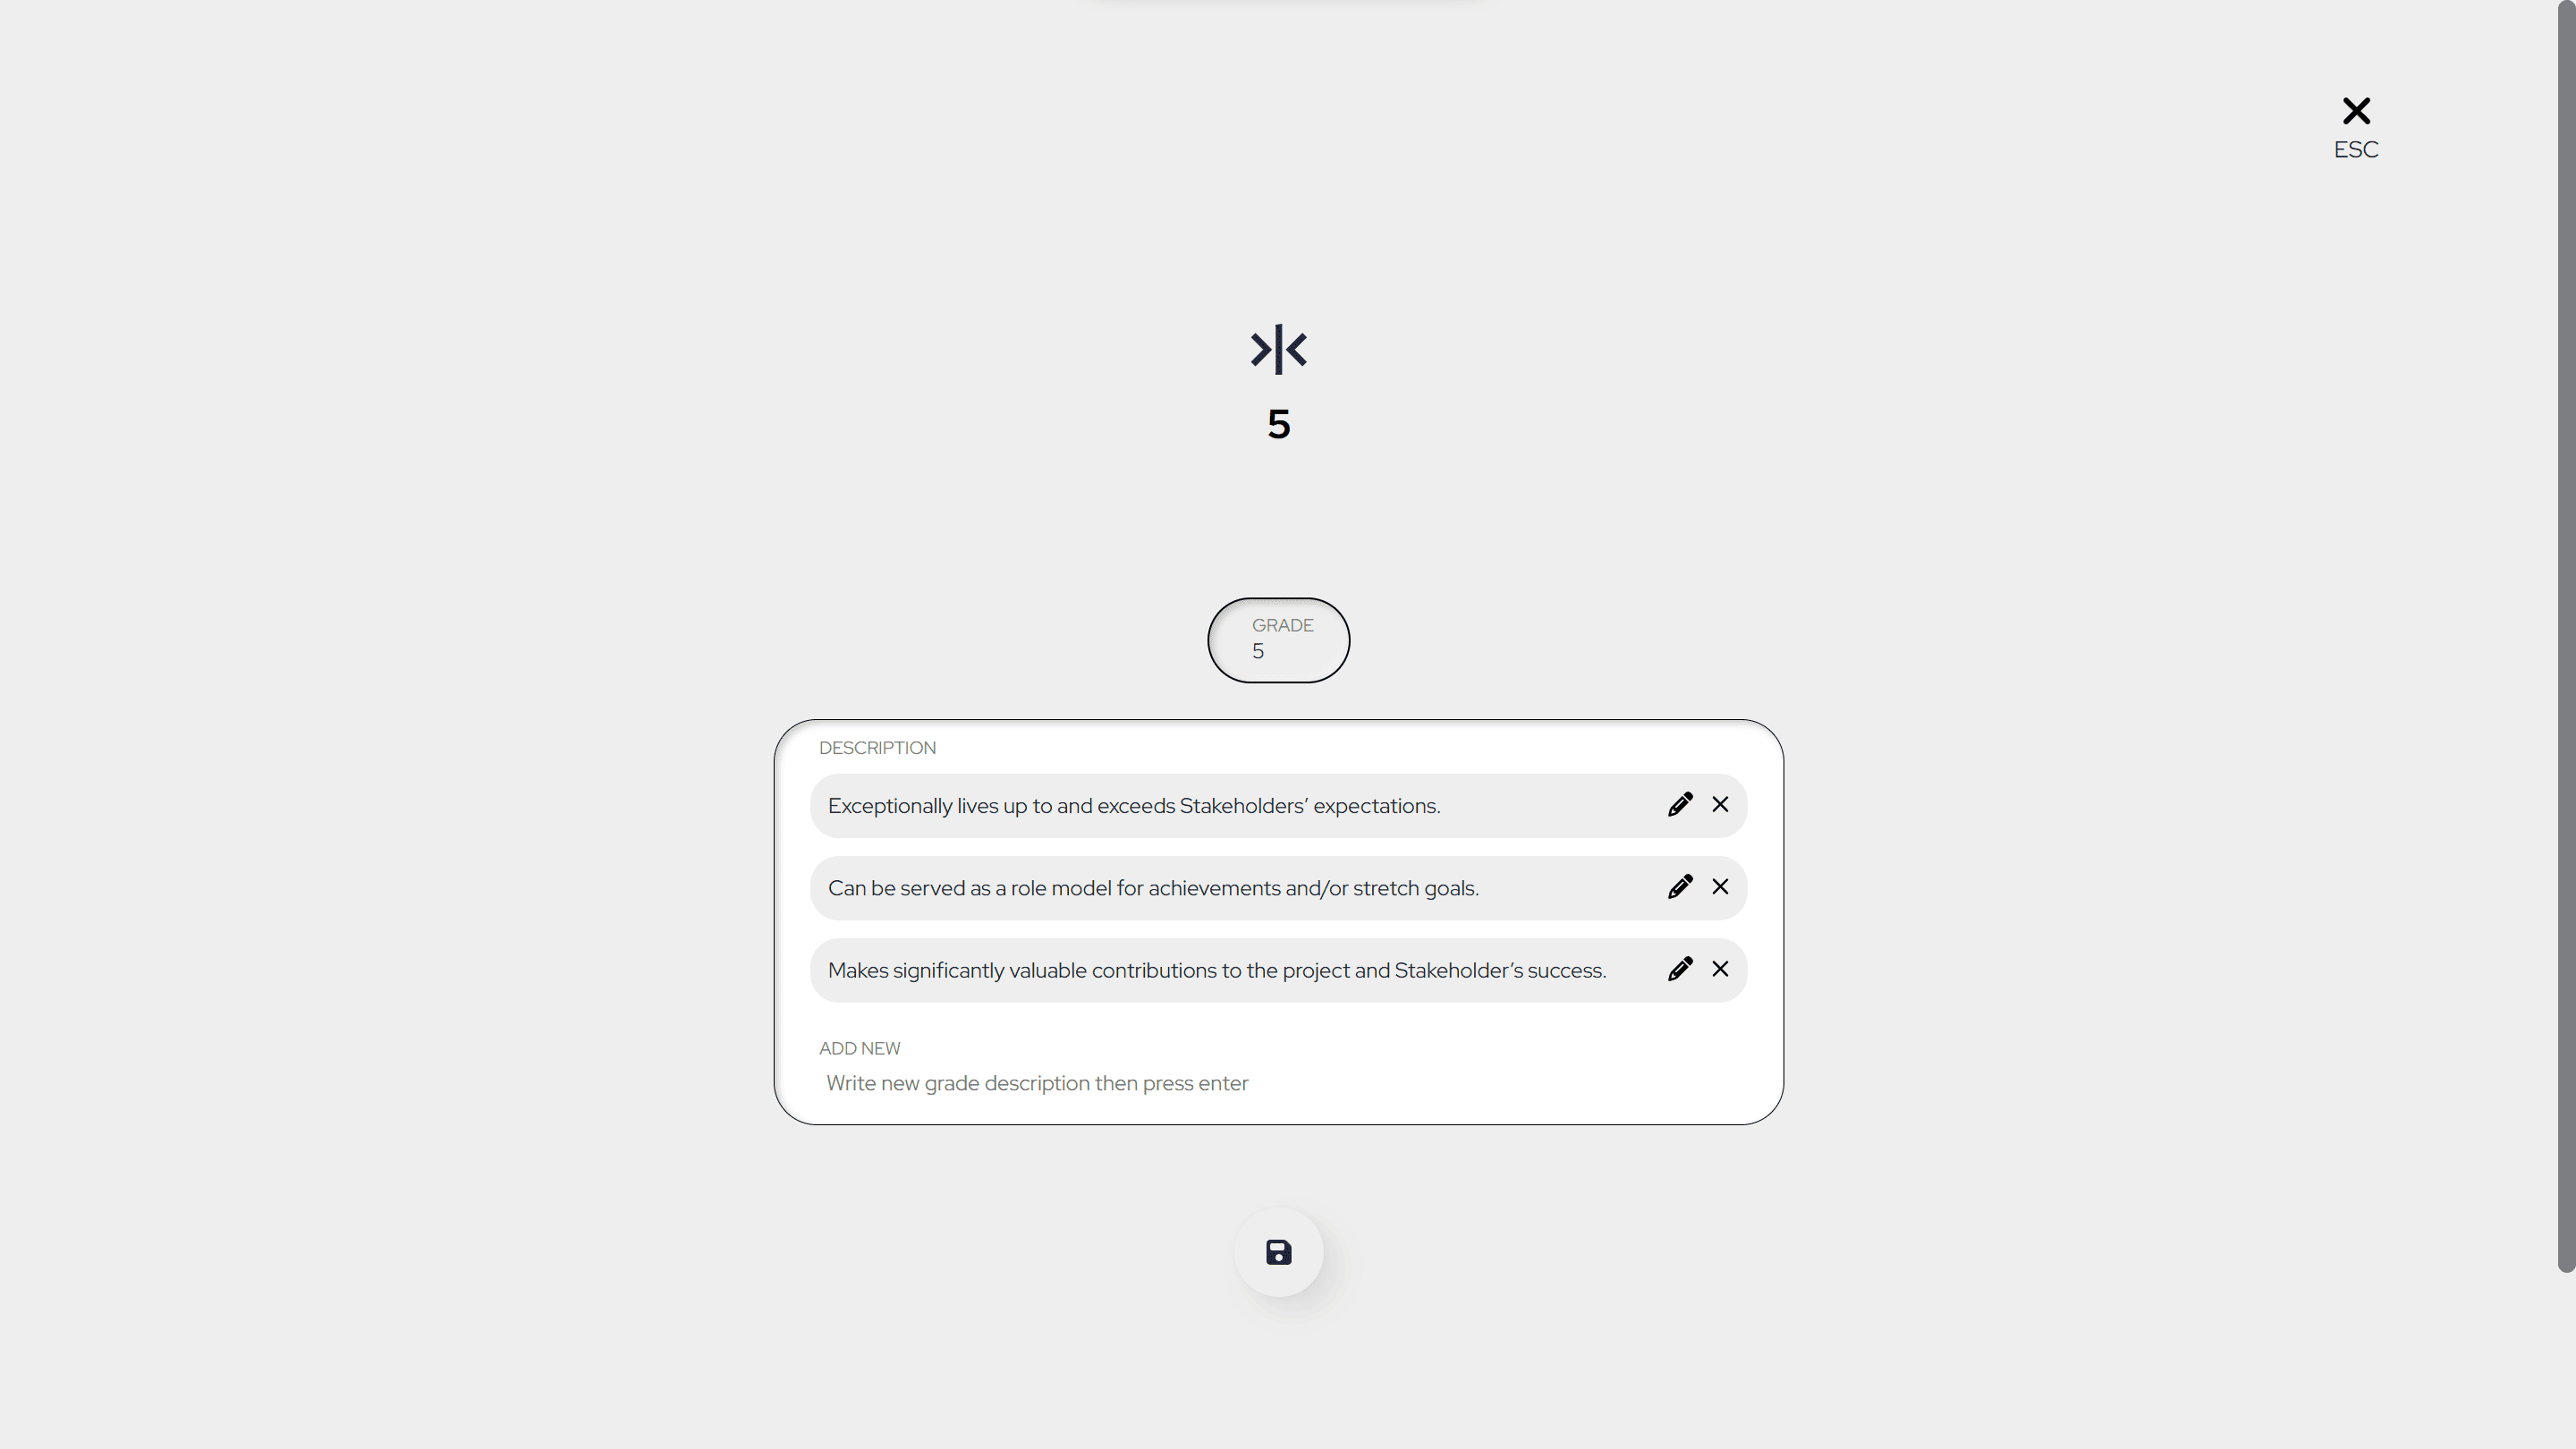 ESC
5
GRADE
5
DESCRIPTION
Exceptionally lives up to and exceeds Stakeholders’ expectations.
Can be served as a role model for achievements and/or stretch goals.
Makes significantly valuable contributions to the project and Stakeholder’s success.
ADD NEW
Write new grade description then press enter